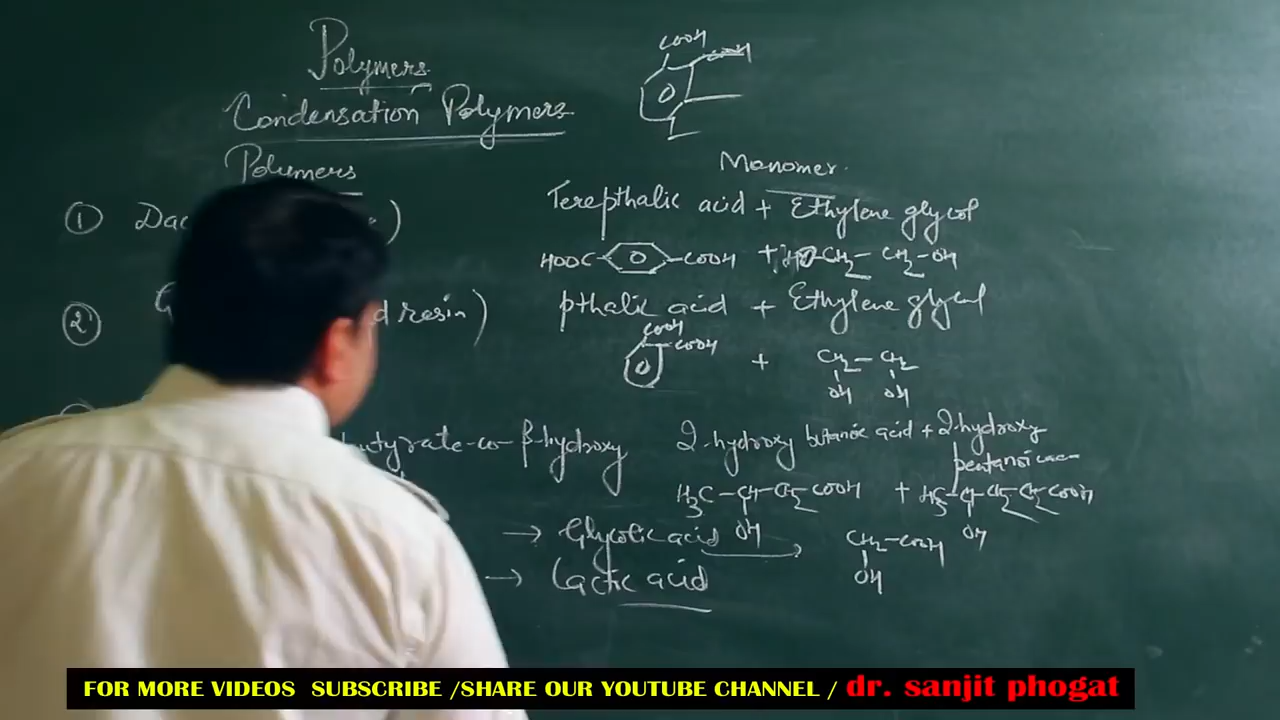 Polymers
COOH
COOH
Condensation Polymers
Polymers
Monomer
① Dac )
Terepthalic acid + Ethylene glycol
HOOC COOH + HO-CH2-CH2-OH
② G d resin)
pthalic acid + Ethylene glycol
COOH
COOH
+ CH2-CH2
OH OH
butyrate-co-β-hydroxy
2-hydroxy butanoic acid + 2-hydroxy
H3C-CH-CH2-COOH + H3C-CH-CH2-CH2-COOH
OH OH
→ Glycolic acid → CH2-COOH
OH
→ Lactic acid
FOR MORE VIDEOS SUBSCRIBE /SHARE OUR YOUTUBE CHANNEL / dr. sanjit phogat